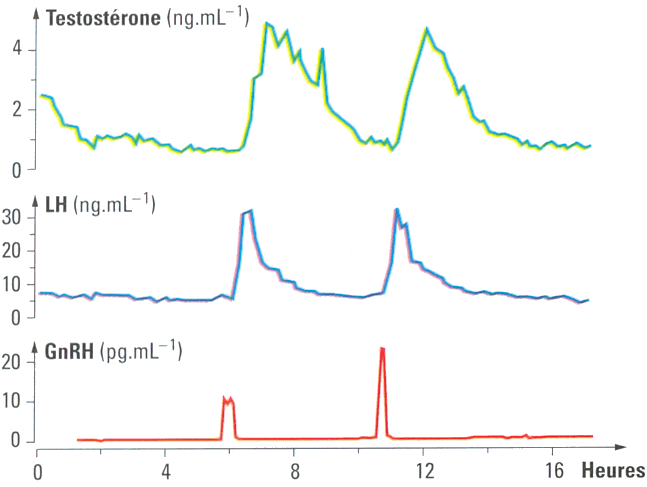 Testostérone (ng.mL⁻¹)
4
2
0
LH (ng.mL⁻¹)
30
20
10
0
GnRH (pg.mL⁻¹)
20
10
0
0 4 8 12 16 Heures